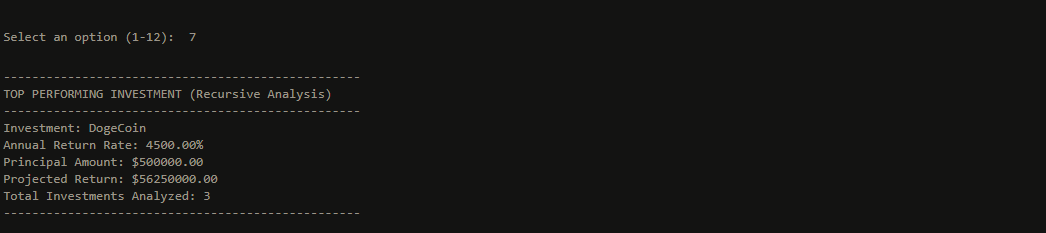 Select an option (1-12):  7
--------------------------------------------------
TOP PERFORMING INVESTMENT (Recursive Analysis)
--------------------------------------------------
Investment: DogeCoin
Annual Return Rate: 4500.00%
Principal Amount: $500000.00
Projected Return: $56250000.00
Total Investments Analyzed: 3
--------------------------------------------------